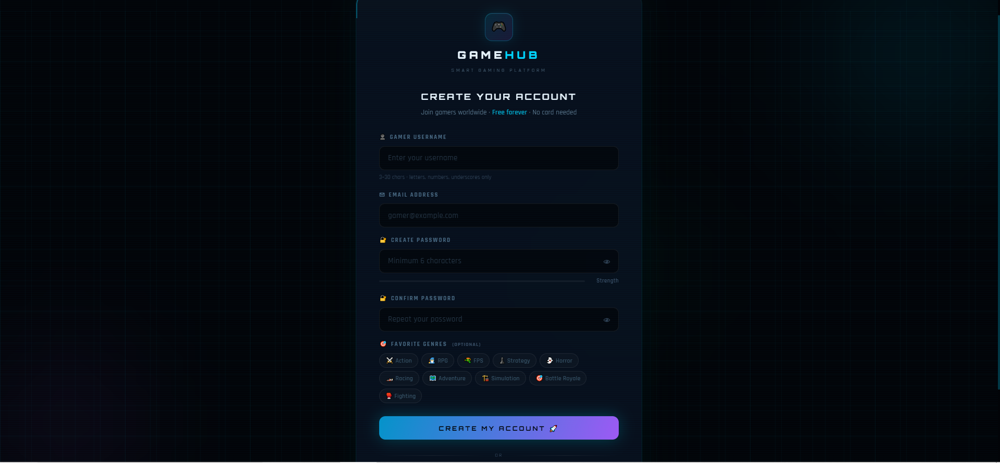 GAMEHUB
SMART GAMING PLATFORM
CREATE YOUR ACCOUNT
Join gamers worldwide · Free forever · No card needed
GAMER USERNAME
Enter your username
3–30 chars · letters, numbers, underscores only
EMAIL ADDRESS
gamer@example.com
CREATE PASSWORD
Minimum 6 characters
Strength
CONFIRM PASSWORD
Repeat your password
FAVORITE GENRES (OPTIONAL)
Action RPG FPS Strategy Horror
Racing Adventure Simulation Battle Royale
Fighting
CREATE MY ACCOUNT 🚀
OR